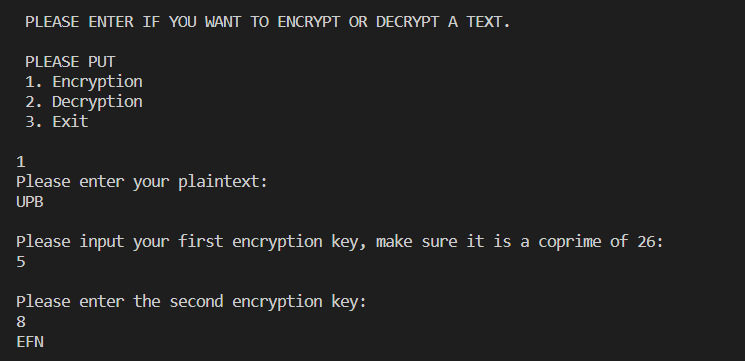 PLEASE ENTER IF YOU WANT TO ENCRYPT OR DECRYPT A TEXT.
PLEASE PUT
1. Encryption
2. Decryption
3. Exit
1
Please enter your plaintext:
UPB
Please input your first encryption key, make sure it is a coprime of 26:
5
Please enter the second encryption key:
8
EFN